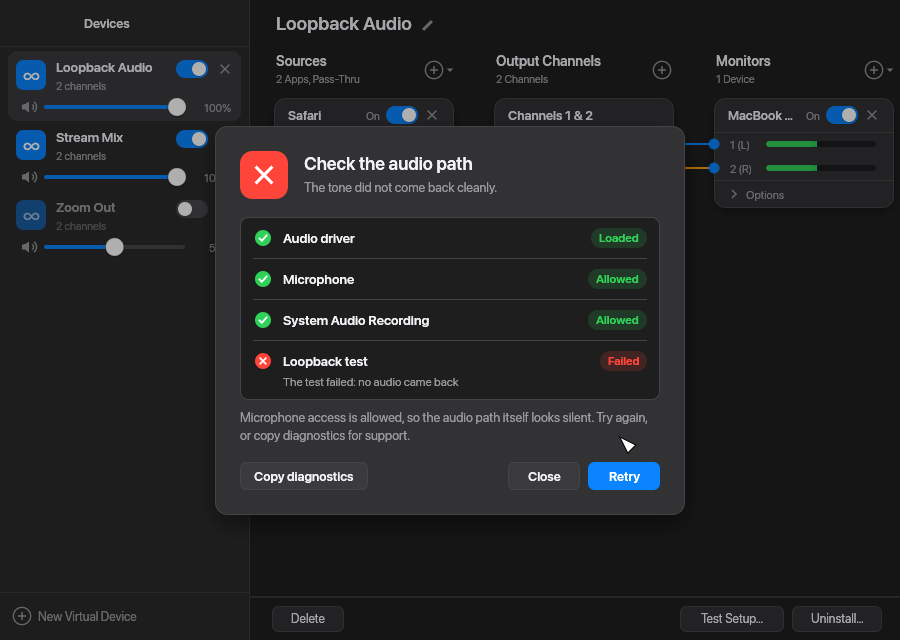 Devices
Loopback Audio
2 channels
100%
Stream Mix
2 channels
10
Zoom Out
2 channels
5
New Virtual Device
Loopback Audio
Sources
2 Apps, Pass-Thru
Output Channels
2 Channels
Monitors
1 Device
Safari
On
Channels 1 & 2
MacBook ...
On
1 (L)
2 (R)
Options
Check the audio path
The tone did not come back cleanly.
Audio driver
Loaded
Microphone
Allowed
System Audio Recording
Allowed
Loopback test
Failed
The test failed: no audio came back
Microphone access is allowed, so the audio path itself looks silent. Try again,
or copy diagnostics for support.
Copy diagnostics
Close
Retry
Delete
Test Setup...
Uninstall...